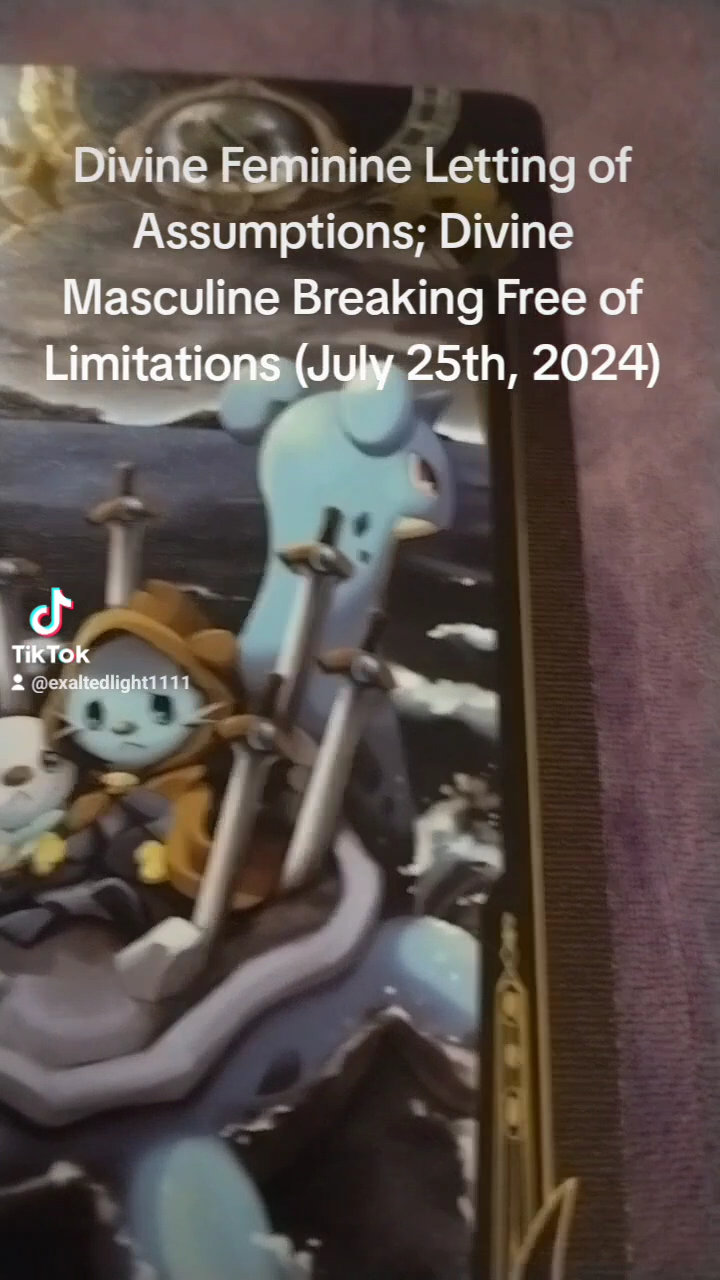 Divine Feminine Letting of
Assumptions; Divine
Masculine Breaking Free of
Limitations (July 25th, 2024)
TikTok
@exaltedlight1111